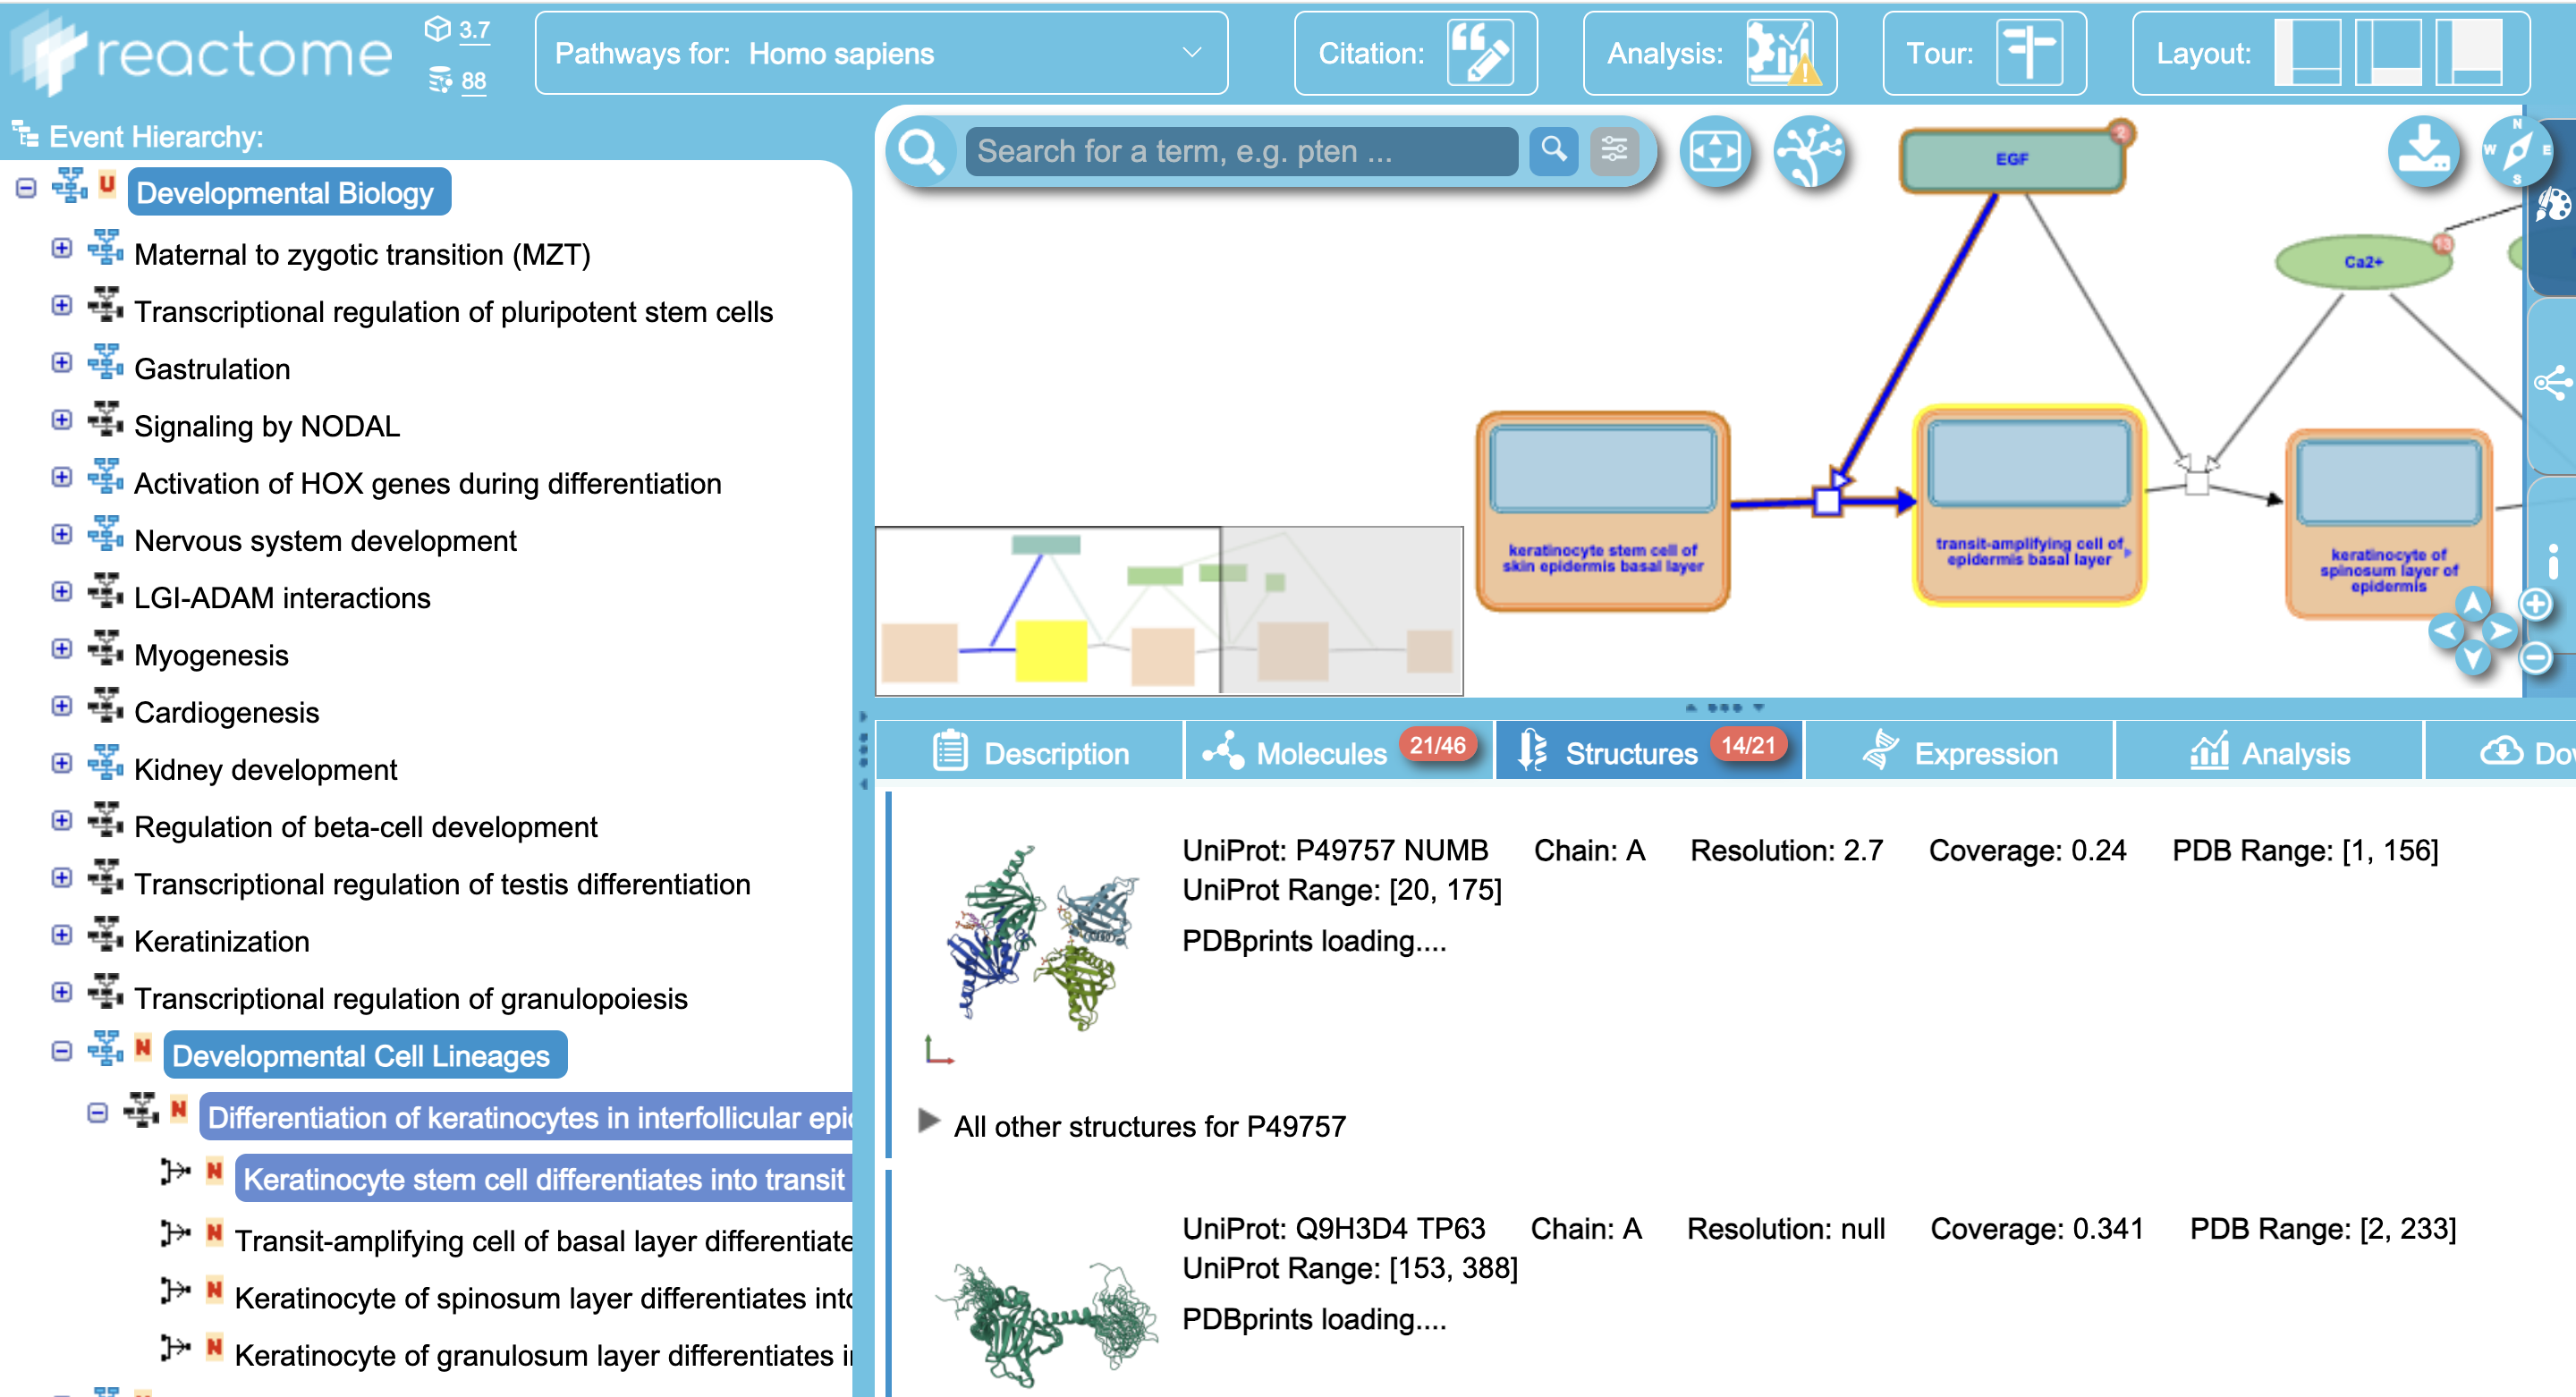 reactome
3.7
88
Pathways for: Homo sapiens
Citation:
Analysis:
Tour:
Layout:
Event Hierarchy:
U Developmental Biology
Maternal to zygotic transition (MZT)
Transcriptional regulation of pluripotent stem cells
Gastrulation
Signaling by NODAL
Activation of HOX genes during differentiation
Nervous system development
LGI-ADAM interactions
Myogenesis
Cardiogenesis
Kidney development
Regulation of beta-cell development
Transcriptional regulation of testis differentiation
Keratinization
Transcriptional regulation of granulopoiesis
N Developmental Cell Lineages
N Differentiation of keratinocytes in interfollicular epi
N Keratinocyte stem cell differentiates into transit
N Transit-amplifying cell of basal layer differentiate
N Keratinocyte of spinosum layer differentiates into
N Keratinocyte of granulosum layer differentiates i
Search for a term, e.g. pten ...
N
W E
S
EGF
2
Ca2+
13
keratinocyte stem cell of
skin epidermis basal layer
transit-amplifying cell of
epidermis basal layer
keratinocyte of
spinosum layer of
epidermis
Description
Molecules 21/46
Structures 14/21
Expression
Analysis
Do
UniProt: P49757 NUMB Chain: A Resolution: 2.7 Coverage: 0.24 PDB Range: [1, 156]
UniProt Range: [20, 175]
PDBprints loading....
All other structures for P49757
UniProt: Q9H3D4 TP63 Chain: A Resolution: null Coverage: 0.341 PDB Range: [2, 233]
UniProt Range: [153, 388]
PDBprints loading....